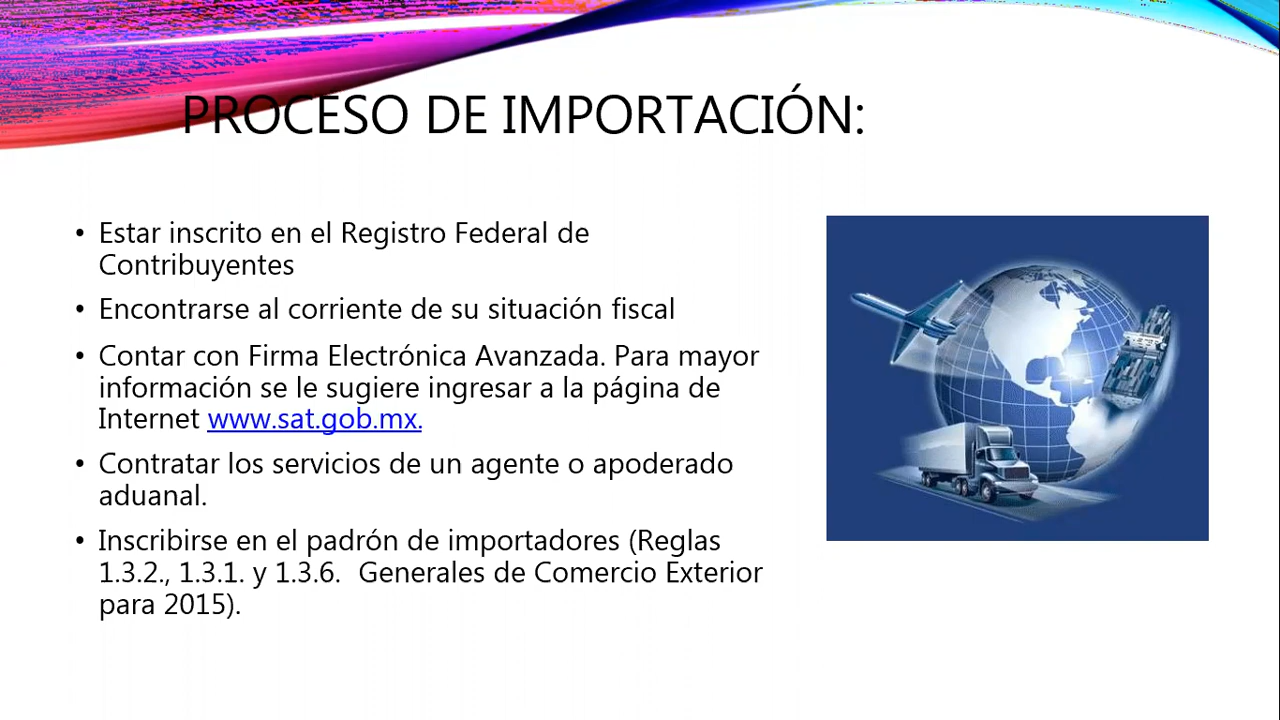 PROCESO DE IMPORTACIÓN:
• Estar inscrito en el Registro Federal de
Contribuyentes
• Encontrarse al corriente de su situación fiscal
• Contar con Firma Electrónica Avanzada. Para mayor
información se le sugiere ingresar a la página de
Internet www.sat.gob.mx.
• Contratar los servicios de un agente o apoderado
aduanal.
• Inscribirse en el padrón de importadores (Reglas
1.3.2., 1.3.1. y 1.3.6.  Generales de Comercio Exterior
para 2015).